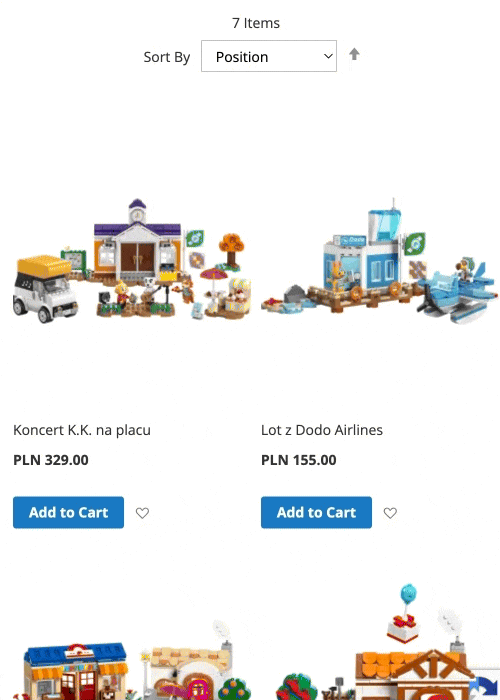 7 Items
Sort By Position
Koncert K.K. na placu
Lot z Dodo Airlines
PLN 329.00
PLN 155.00
Add to Cart
Add to Cart